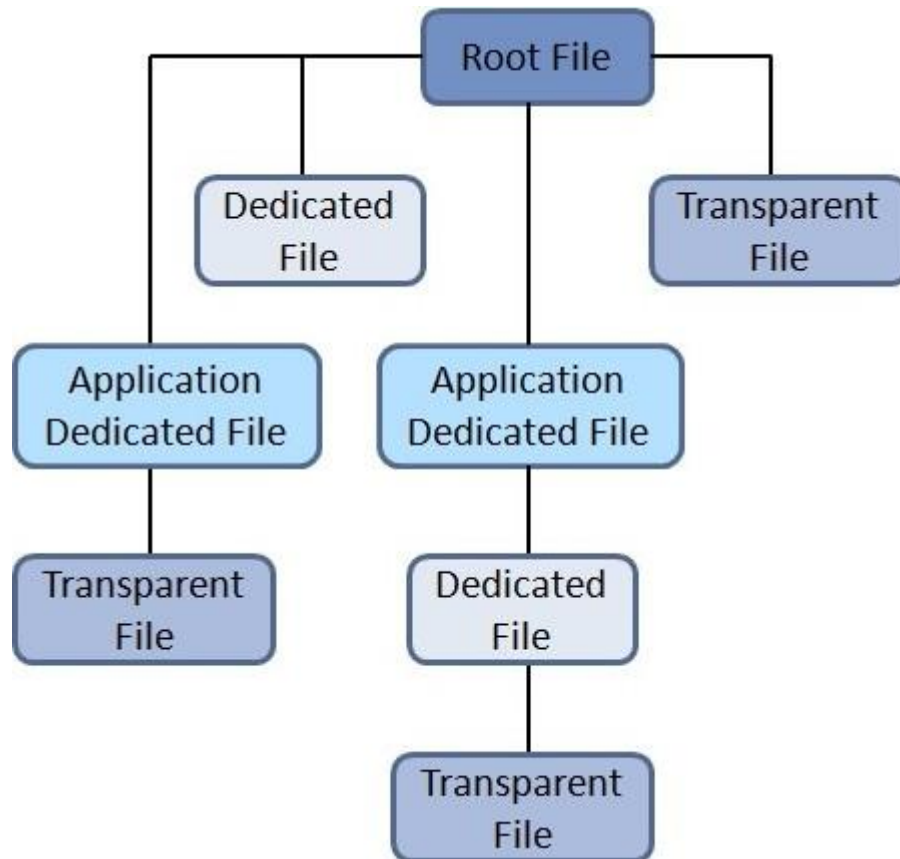 Root File
Dedicated
File
Transparent
File
Application
Dedicated File
Application
Dedicated File
Transparent
File
Dedicated
File
Transparent
File